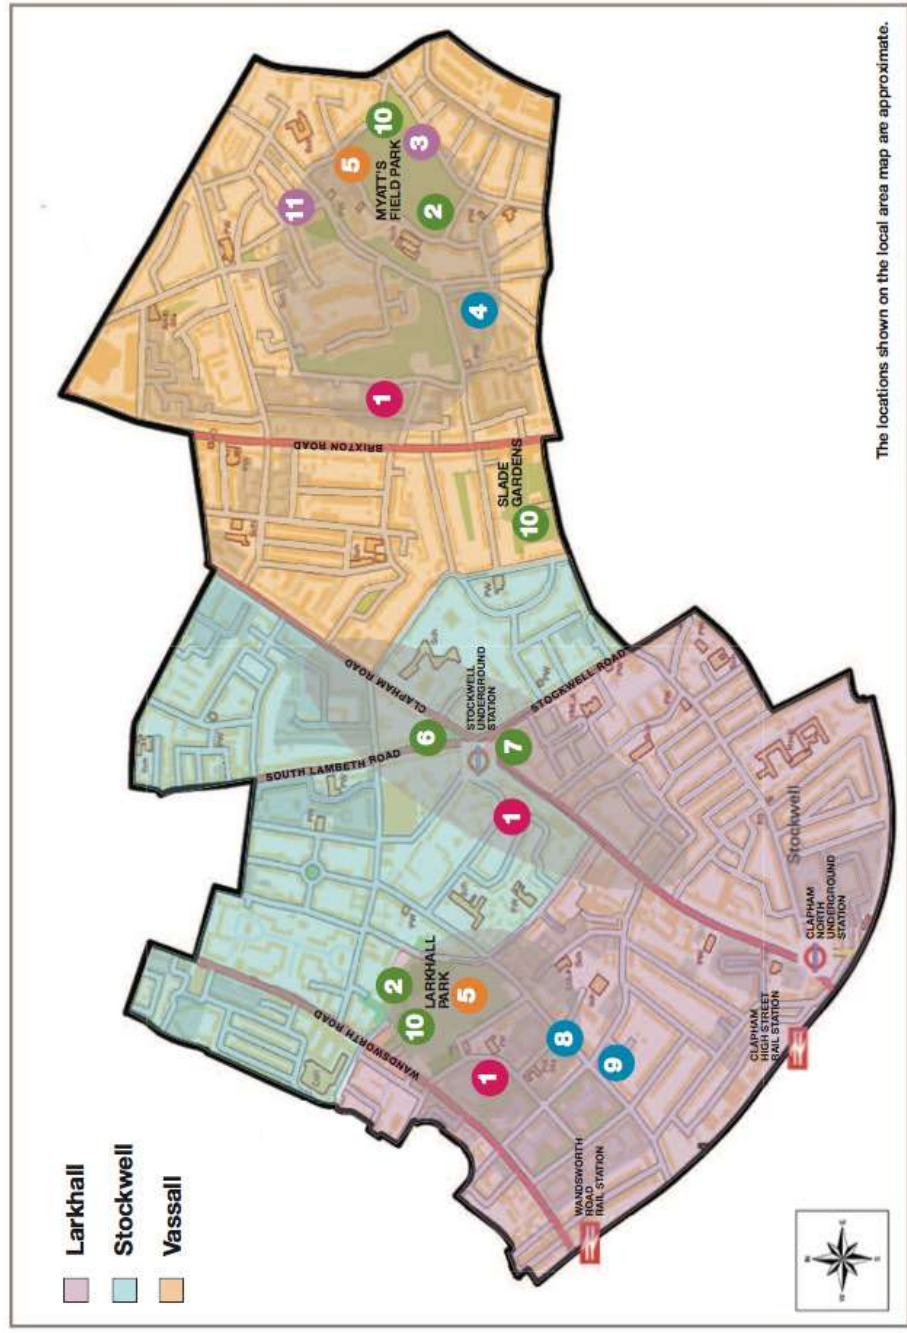 Larkhall
Stockwell
Vassall
WANDSWORTH ROAD
SOUTH LAMBETH ROAD
CLAPHAM ROAD
BRIXTON ROAD
STOCKWELL ROAD
11
10
5
MYATT'S
FIELD PARK
3
2
1
4
SLADE
GARDENS
10
6
STOCKWELL
UNDERGROUND
STATION
7
1
2
10
LARKHALL
PARK
5
1
8
9
WANDSWORTH
ROAD
RAIL STATION
CLAPHAM
HIGH STREET
RAIL STATION
CLAPHAM
NORTH
UNDERGROUND
STATION
Stockwell
N
W
S
The locations shown on the local area map are approximate.